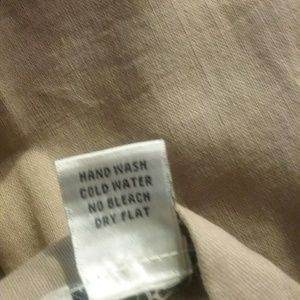 HAND WASH
COLD WATER
NO BLEACH
DRY FLAT